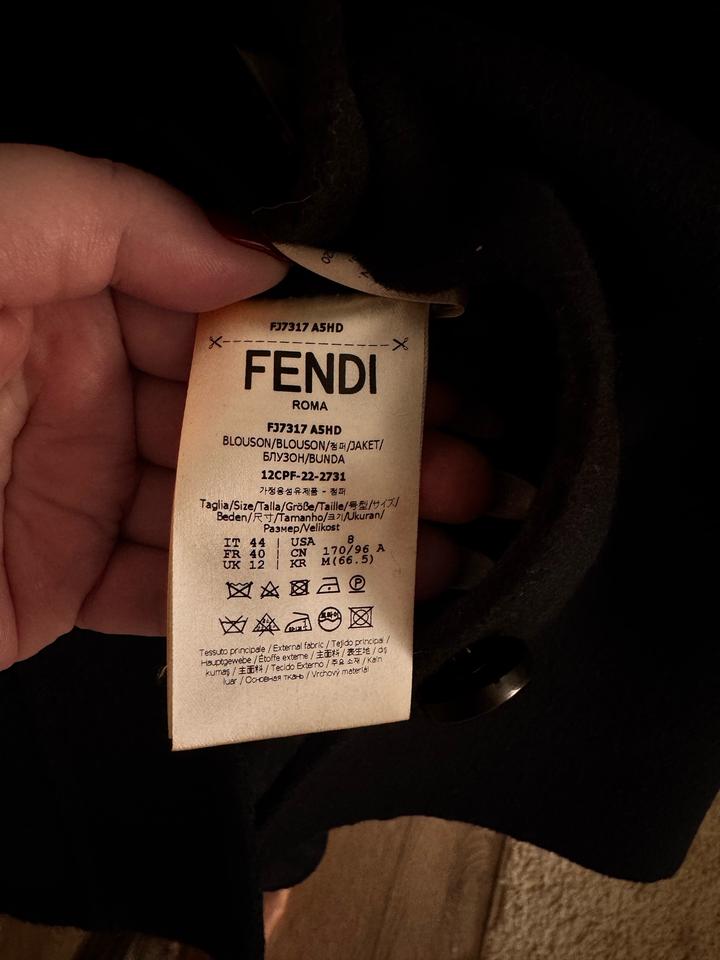 FJ7317 A5HD
FENDI
ROMA
FJ7317 A5HD
BLOUSON/BLOUSON/점퍼/JAKET/
БЛУЗОН/BUNDA
12CPF-22-2731
가정용섬유제품 - 점퍼
Taglia/Size/Talla/Größe/Taille/号型/サイズ/
Beden/尺寸/Tamanho/크기/Ukuran/
Размер/Velikost
IT 44 | USA 8
FR 40 | CN 170/96 A
UK 12 | KR M(66.5)
P
Tessuto principale / External fabric / Tejido principal /
Hauptgewebe / Étoffe externe / 主面料 / 表生地 / dış
kumaş / 主面料 / Tecido Externo / 주요 소재 / Kain
luar / Основная ткань / Vrchový materiál